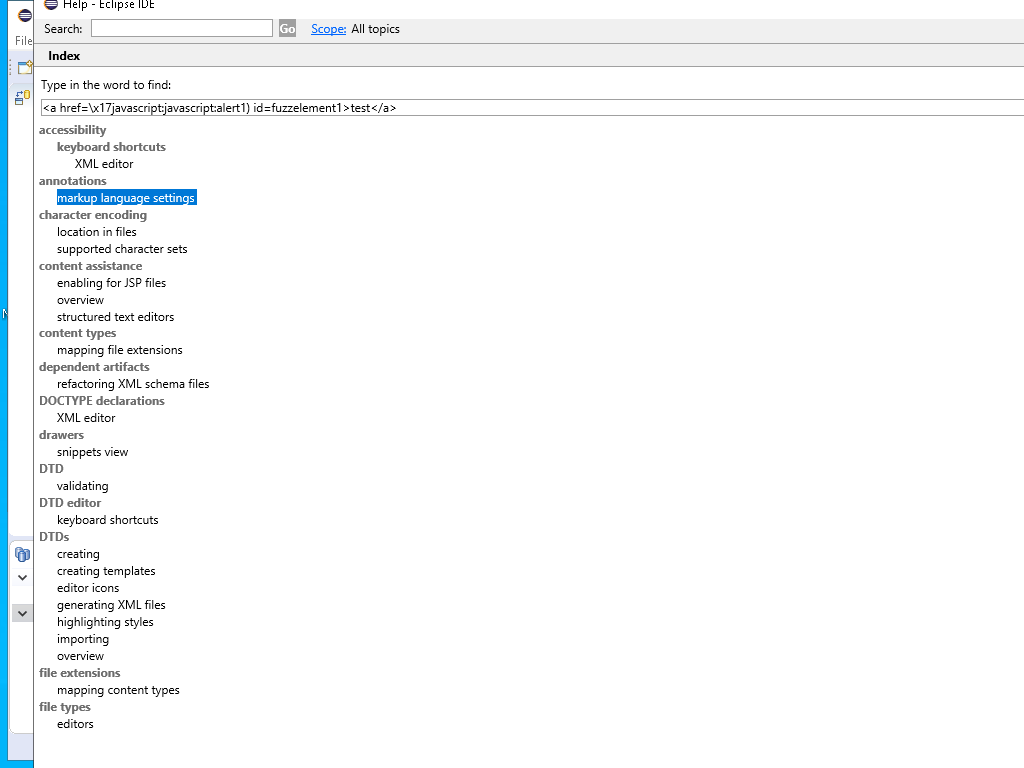 Help - Eclipse IDE
File
Search:
Go
Scope: All topics
Index
Type in the word to find:
<a href=\x17javascript:javascript:alert1) id=fuzzelement1>test</a>
accessibility
keyboard shortcuts
XML editor
annotations
markup language settings
character encoding
location in files
supported character sets
content assistance
enabling for JSP files
overview
structured text editors
content types
mapping file extensions
dependent artifacts
refactoring XML schema files
DOCTYPE declarations
XML editor
drawers
snippets view
DTD
validating
DTD editor
keyboard shortcuts
DTDs
creating
creating templates
editor icons
generating XML files
highlighting styles
importing
overview
file extensions
mapping content types
file types
editors